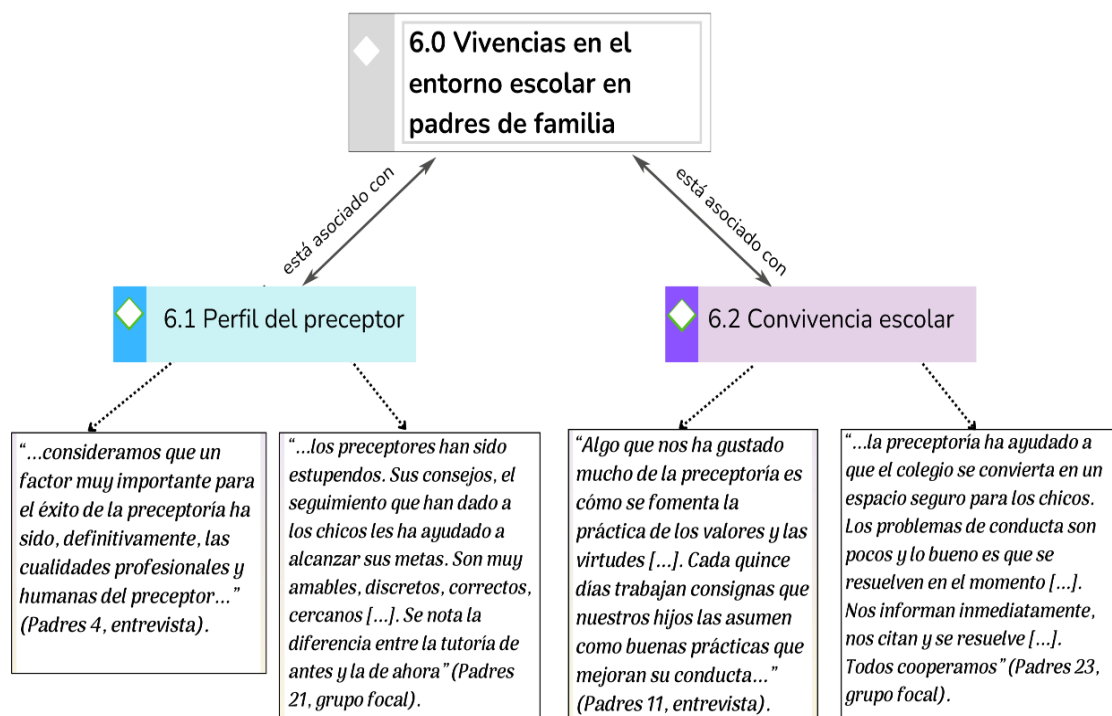 6.0 Vivencias en el
entorno escolar en
padres de familia
está asociado con
está asociado con
6.1 Perfil del preceptor
6.2 Convivencia escolar
“...consideramos que un
factor muy importante para
el éxito de la preceptoría ha
sido, definitivamente, las
cualidades profesionales y
humanas del preceptor...”
(Padres 4, entrevista).
“...los preceptores han sido
estupendos. Sus consejos, el
seguimiento que han dado a
los chicos les ha ayudado a
alcanzar sus metas. Son muy
amables, discretos, correctos,
cercanos [...]. Se nota la
diferencia entre la tutoría de
antes y la de ahora” (Padres
21, grupo focal).
“Algo que nos ha gustado
mucho de la preceptoría es
cómo se fomenta la
práctica de los valores y las
virtudes [...]. Cada quince
días trabajan consignas que
nuestros hijos las asumen
como buenas prácticas que
mejoran su conducta...”
(Padres 11, entrevista).
“...la preceptoría ha ayudado a
que el colegio se convierta en un
espacio seguro para los chicos.
Los problemas de conducta son
pocos y lo bueno es que se
resuelven en el momento [...].
Nos informan inmediatamente,
nos citan y se resuelve [...].
Todos cooperamos” (Padres 23,
grupo focal).